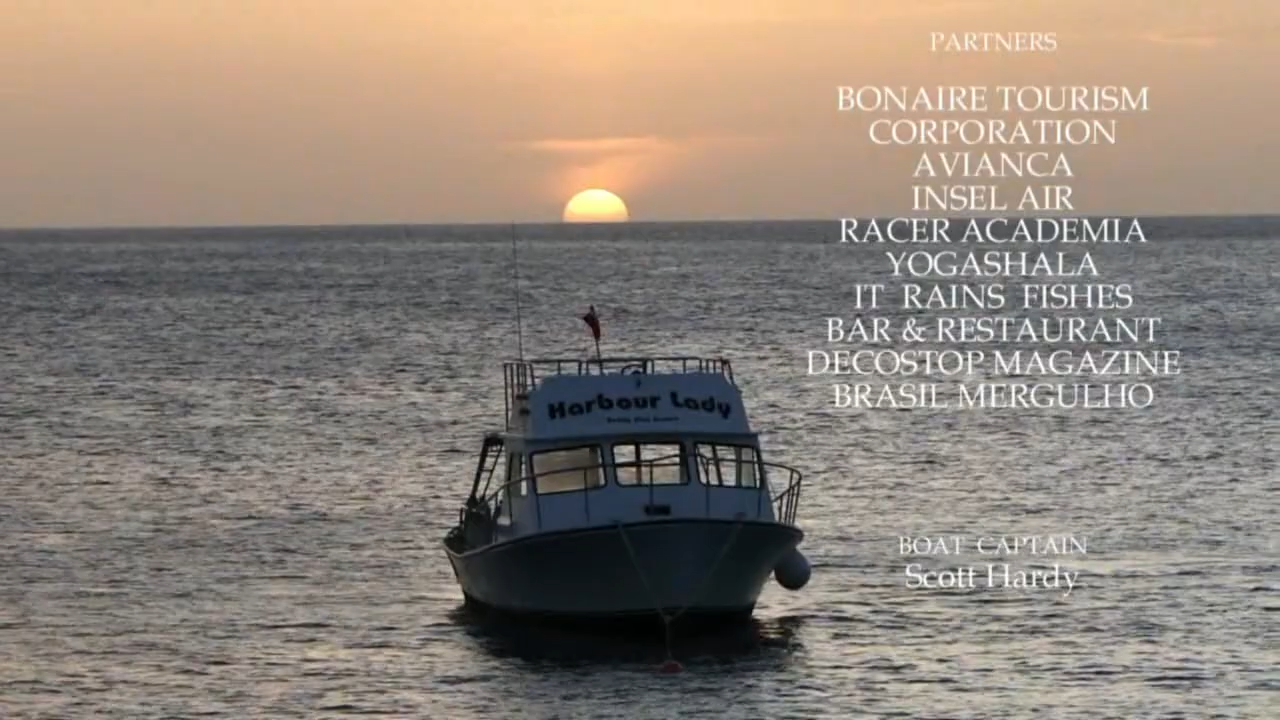 PARTNERS
BONAIRE TOURISM
CORPORATION
AVIANCA
INSEL AIR
RACER ACADEMIA
YOGASHALA
IT RAINS FISHES
BAR & RESTAURANT
DECOSTOP MAGAZINE
BRASIL MERGULHO
Harbour Lady
BOAT CAPTAIN
Scott Hardy